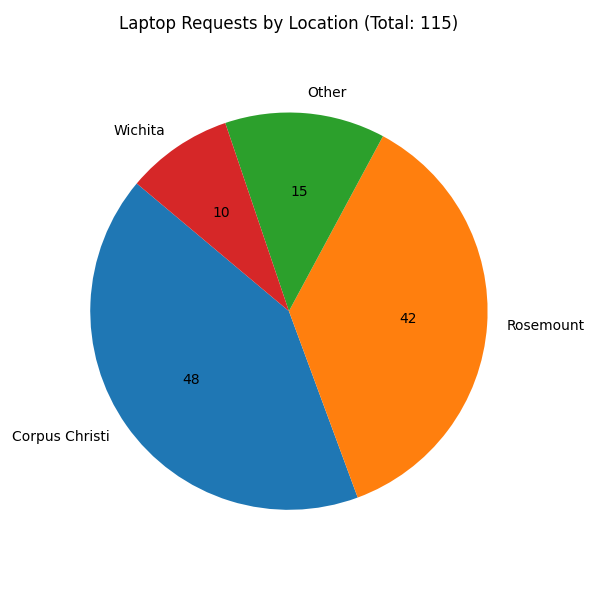 Laptop Requests by Location (Total: 115)
Other
Wichita
15
10
42
Rosemount
48
Corpus Christi